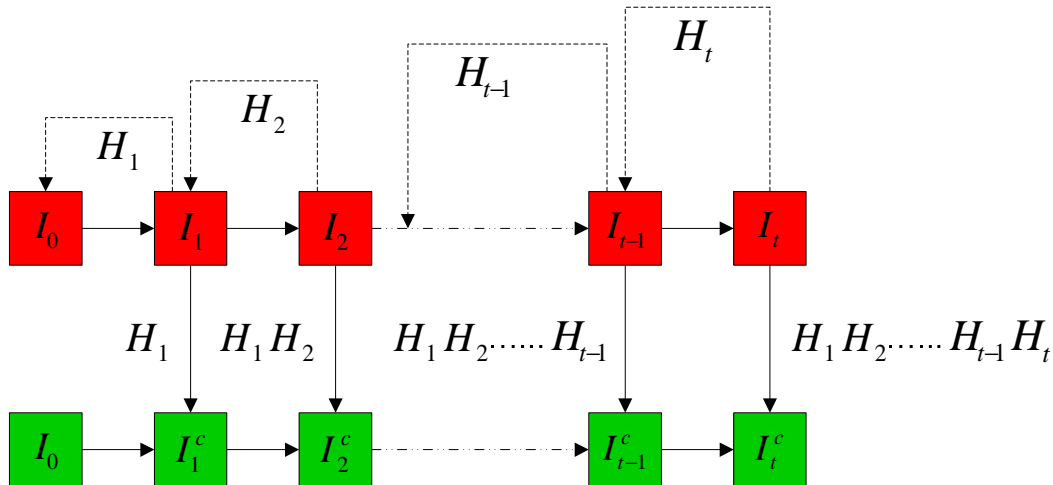 H_t
H_{t-1}
H_2
H_1
I_0 I_1 I_2 I_{t-1} I_t
H_1 H_1 H_2 H_1 H_2 ...... H_{t-1} H_1 H_2 ...... H_{t-1} H_t
I_0 I_1^c I_2^c I_{t-1}^c I_t^c